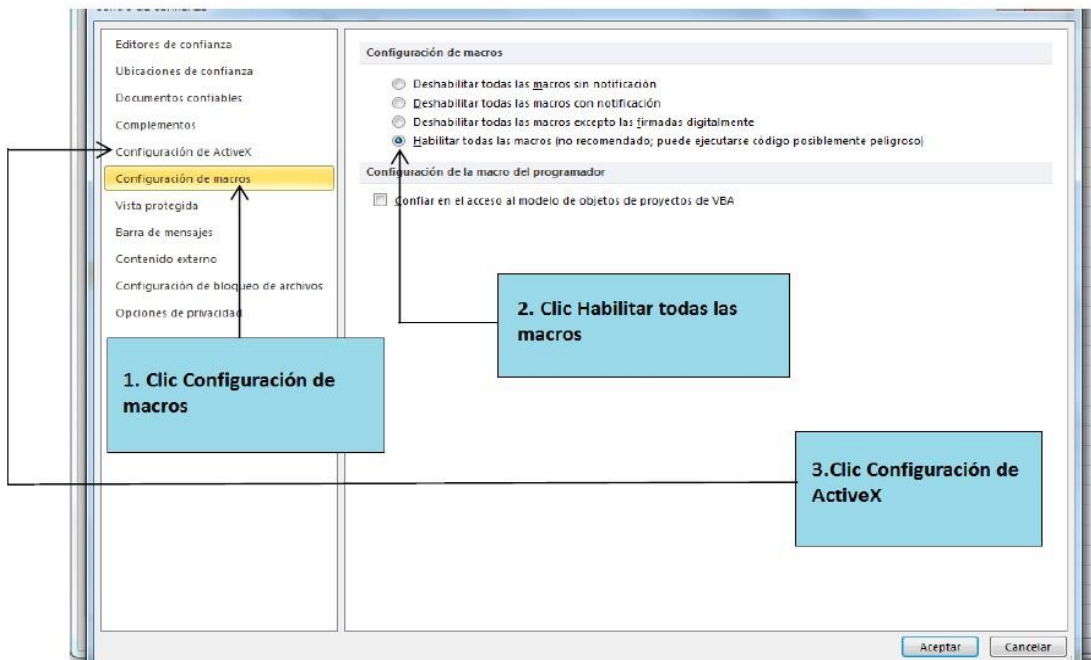 Centro de confianza
Editores de confianza
Ubicaciones de confianza
Documentos confiables
Complementos
Configuración de ActiveX
Configuración de macros
Vista protegida
Barra de mensajes
Contenido externo
Configuración de bloqueo de archivos
Opciones de privacidad
Configuración de macros
Deshabilitar todas las macros sin notificación
Deshabilitar todas las macros con notificación
Deshabilitar todas las macros excepto las firmadas digitalmente
Habilitar todas las macros (no recomendado; puede ejecutarse código posiblemente peligroso)
Configuración de la macro del programador
Confiar en el acceso al modelo de objetos de proyectos de VBA
2. Clic Habilitar todas las
macros
1. Clic Configuración de
macros
3.Clic Configuración de
ActiveX
Aceptar
Cancelar